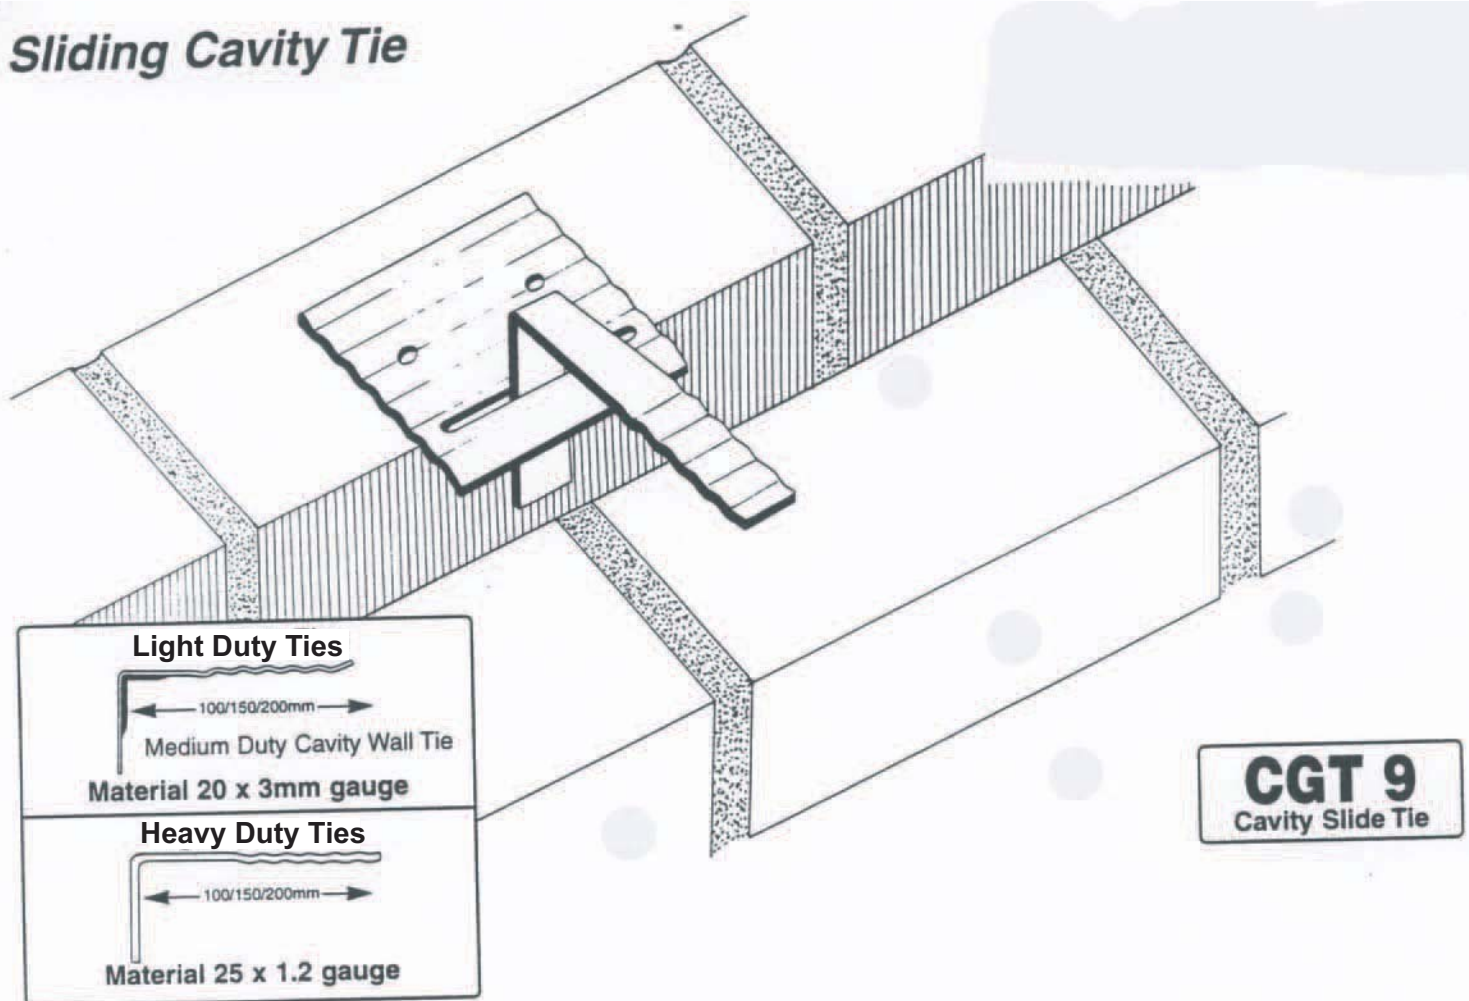 Sliding Cavity Tie
Light Duty Ties
100/150/200mm
Medium Duty Cavity Wall Tie
Material 20 x 3mm gauge
Heavy Duty Ties
100/150/200mm
Material 25 x 1.2 gauge
CGT 9
Cavity Slide Tie